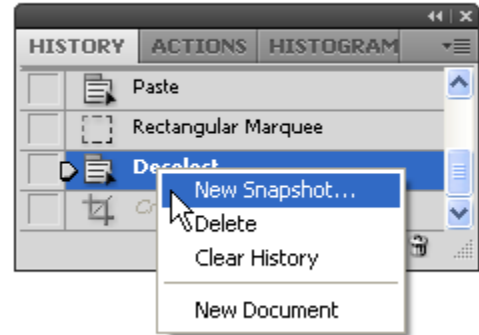 HISTORY ACTIONS HISTOGRAM
Paste
Rectangular Marquee
Deselect
New Snapshot...
Delete
Clear History
New Document